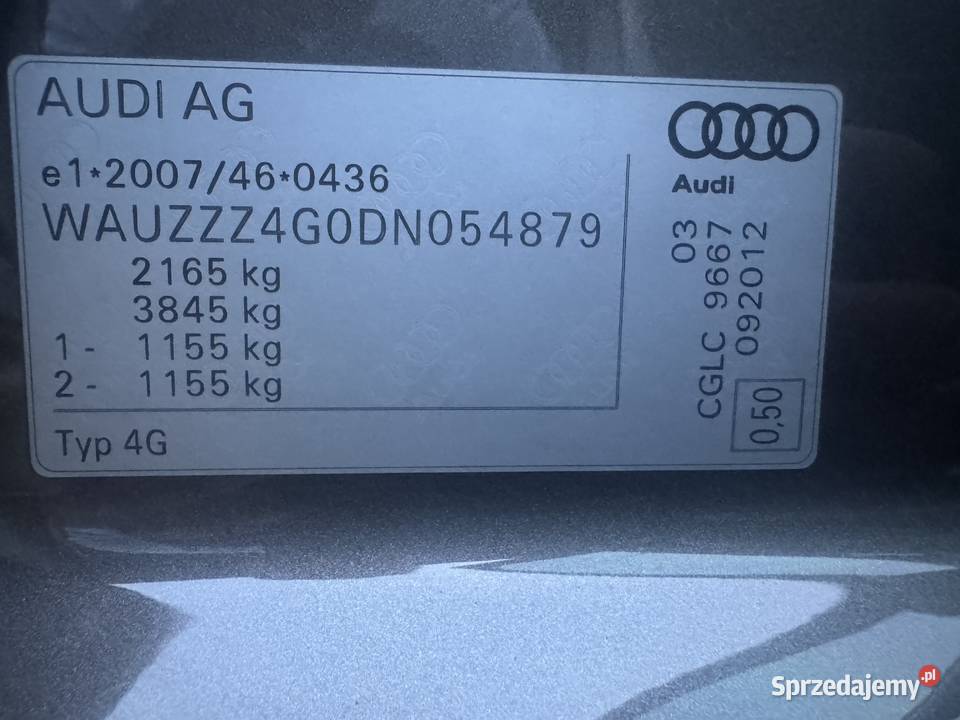 AUDI AG
e1*2007/46*0436
WAUZZZ4G0DN054879
2165 kg
3845 kg
1- 1155 kg
2- 1155 kg
Typ 4G
Audi
03
CGLC 9667
092012
0,50
Sprzedajemy.pl